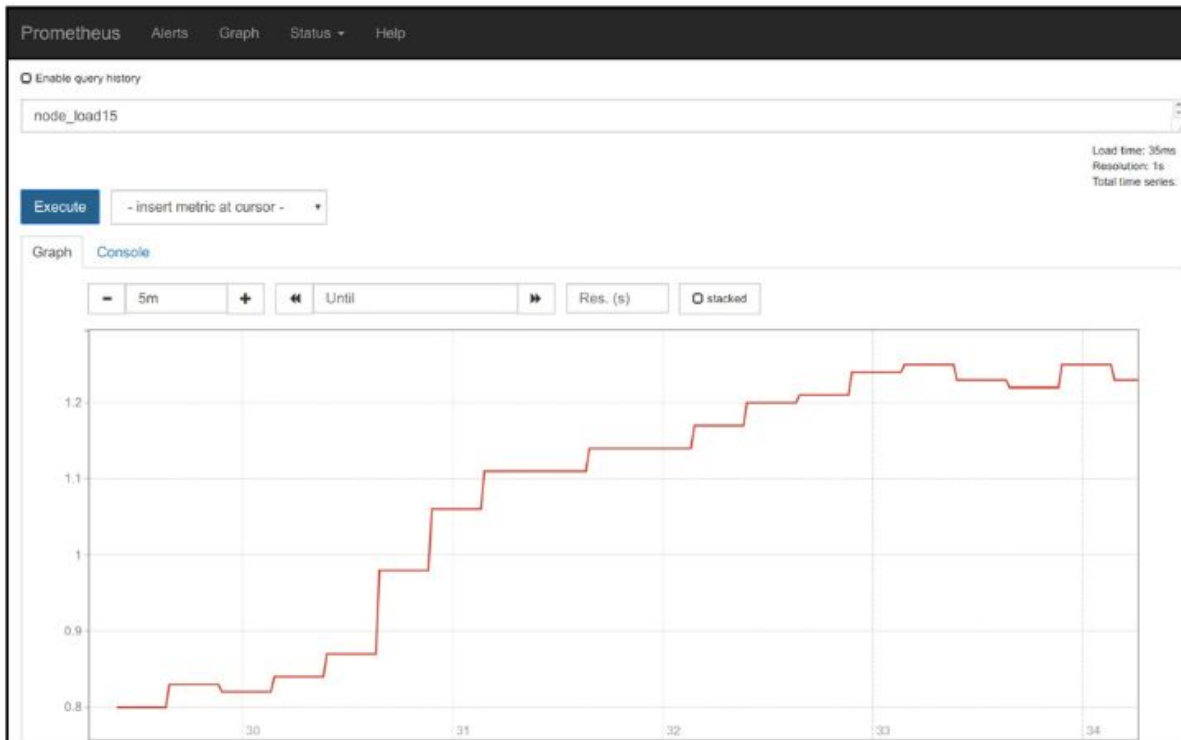 Prometheus Alerts Graph Status Help
Enable query history
node_load15
Load time: 35ms
Resolution: 1s
Total time series:
Execute - insert metric at cursor -
Graph Console
- 5m + Until Res. (s) stacked
1.2
1.1
1
0.9
0.8
:30 :31 :32 :33 :34